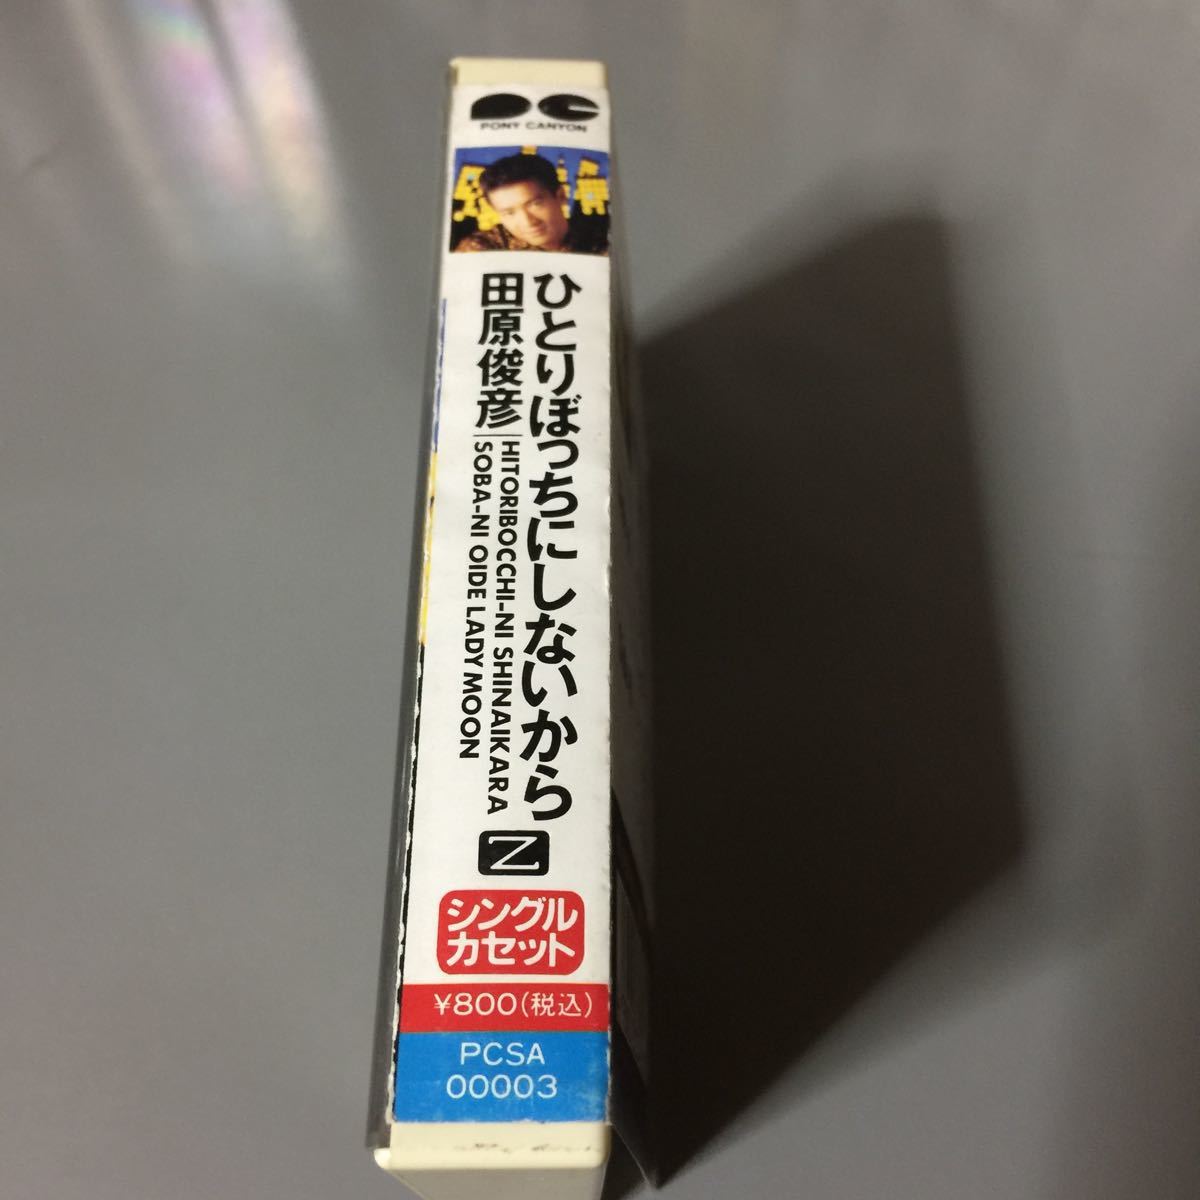 PONY CANYON
ひとりぼっちにしないから
田原俊彦
HITORIBOCCHI-NI SHINAIKARA
SOBA-NI OIDE LADY MOON
N
シングル
カセット
¥800(税込)
PCSA
00003